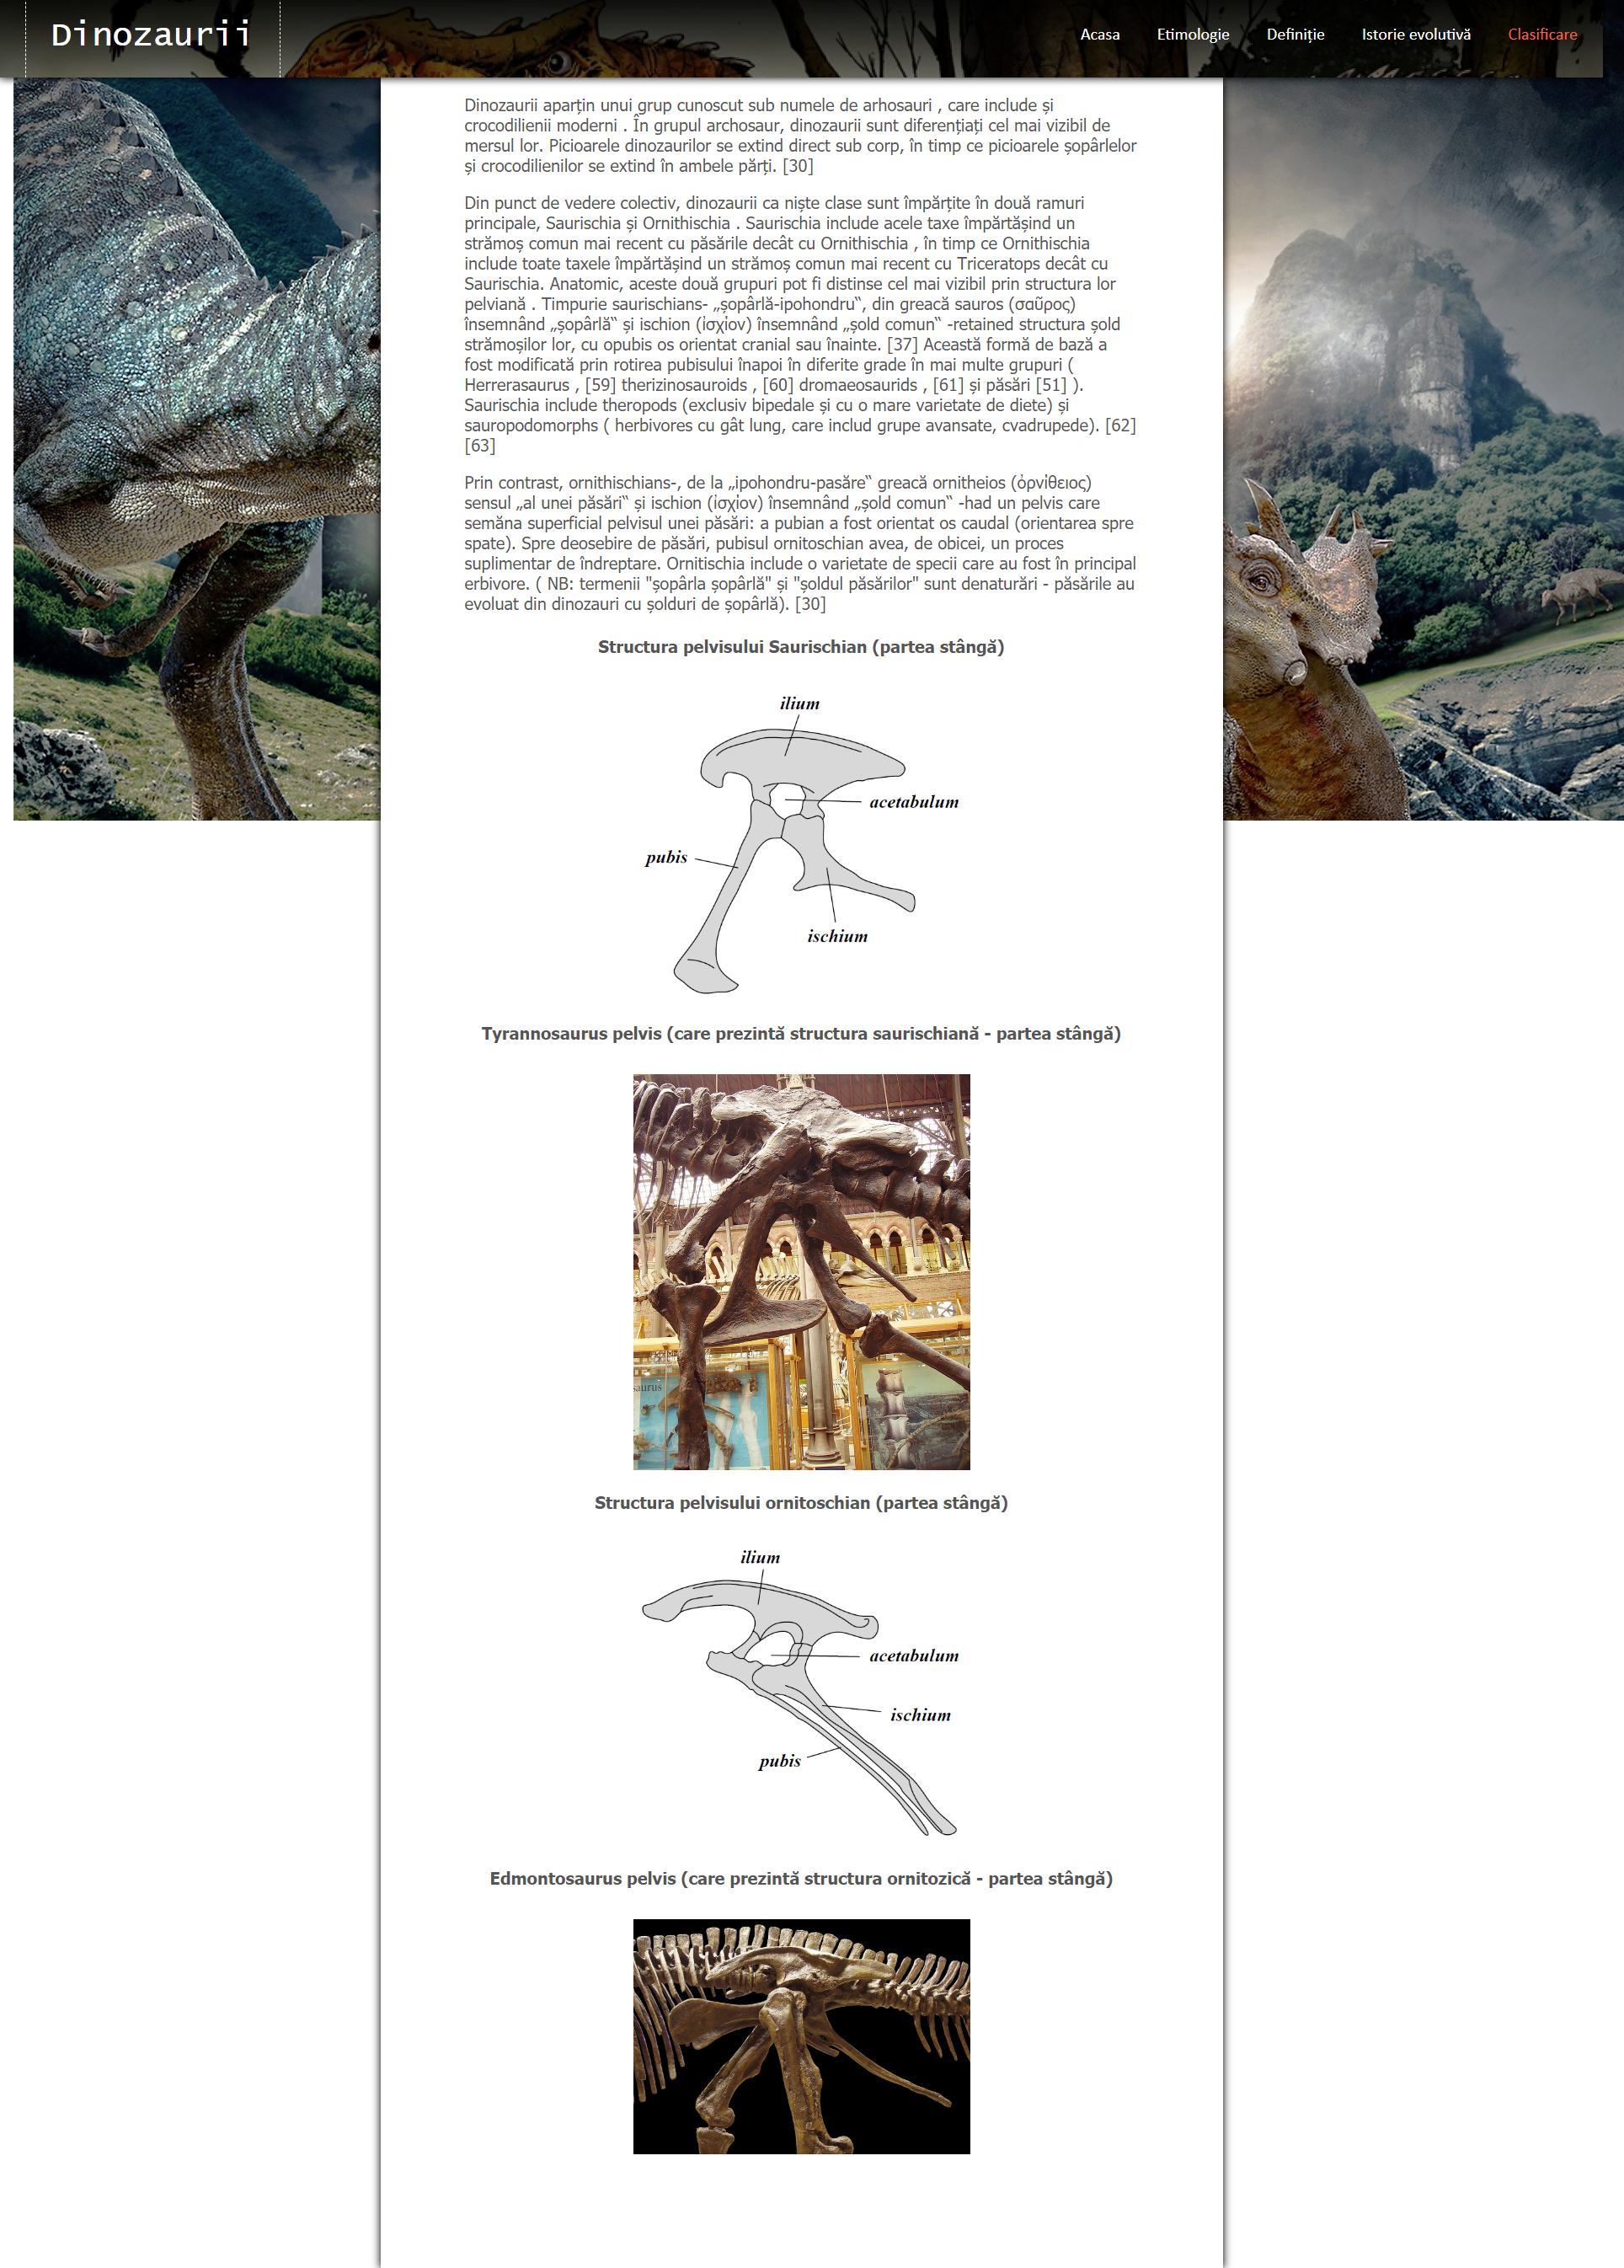 Dinozaurii
Acasa
Etimologie
Definiție
Istorie evolutivă
Clasificare
Dinozaurii aparțin unui grup cunoscut sub numele de arhosauri , care include și
crocodilienii moderni . În grupul archosaur, dinozaurii sunt diferențiați cel mai vizibil de
mersul lor. Picioarele dinozaurilor se extind direct sub corp, în timp ce picioarele șopârlelor
și crocodilienilor se extind în ambele părți. [30]
Din punct de vedere colectiv, dinozaurii ca niște clase sunt împărțite în două ramuri
principale, Saurischia și Ornithischia . Saurischia include acele taxe împărtășind un
strămoș comun mai recent cu păsările decât cu Ornithischia , în timp ce Ornithischia
include toate taxele împărtășind un strămoș comun mai recent cu Triceratops decât cu
Saurischia. Anatomic, aceste două grupuri pot fi distinse cel mai vizibil prin structura lor
pelviană . Timpurie saurischians- „șopârlă-ipohondru‟, din greacă sauros (σαῦρος)
însemnând „șopârlă‟ și ischion (ἰσχίον) însemnând „șold comun‟ -retained structura șold
strămoșilor lor, cu opubis os orientat cranial sau înainte. [37] Această formă de bază a
fost modificată prin rotirea pubisului înapoi în diferite grade în mai multe grupuri (
Herrerasaurus , [59] therizinosauroids , [60] dromaeosaurids , [61] și păsări [51] ).
Saurischia include theropods (exclusiv bipedale și cu o mare varietate de diete) și
sauropodomorphs ( herbivores cu gât lung, care includ grupe avansate, cvadrupede). [62]
[63]
Prin contrast, ornithischians-, de la „ipohondru-pasăre‟ greacă ornitheios (ὀρνίθειος)
sensul „al unei păsări‟ și ischion (ἰσχίον) însemnând „șold comun‟ -had un pelvis care
semăna superficial pelvisul unei păsări: a pubian a fost orientat os caudal (orientarea spre
spate). Spre deosebire de păsări, pubisul ornitoschian avea, de obicei, un proces
suplimentar de îndreptare. Ornitischia include o varietate de specii care au fost în principal
erbivore. ( NB: termenii "șopârla șopârlă" și "șoldul păsărilor" sunt denaturări - păsările au
evoluat din dinozauri cu șolduri de șopârlă). [30]
Structura pelvisului Saurischian (partea stângă)
ilium
acetabulum
pubis
ischium
Tyrannosaurus pelvis (care prezintă structura saurischiană - partea stângă)
saurus
Structura pelvisului ornitoschian (partea stângă)
ilium
acetabulum
ischium
pubis
Edmontosaurus pelvis (care prezintă structura ornitozică - partea stângă)